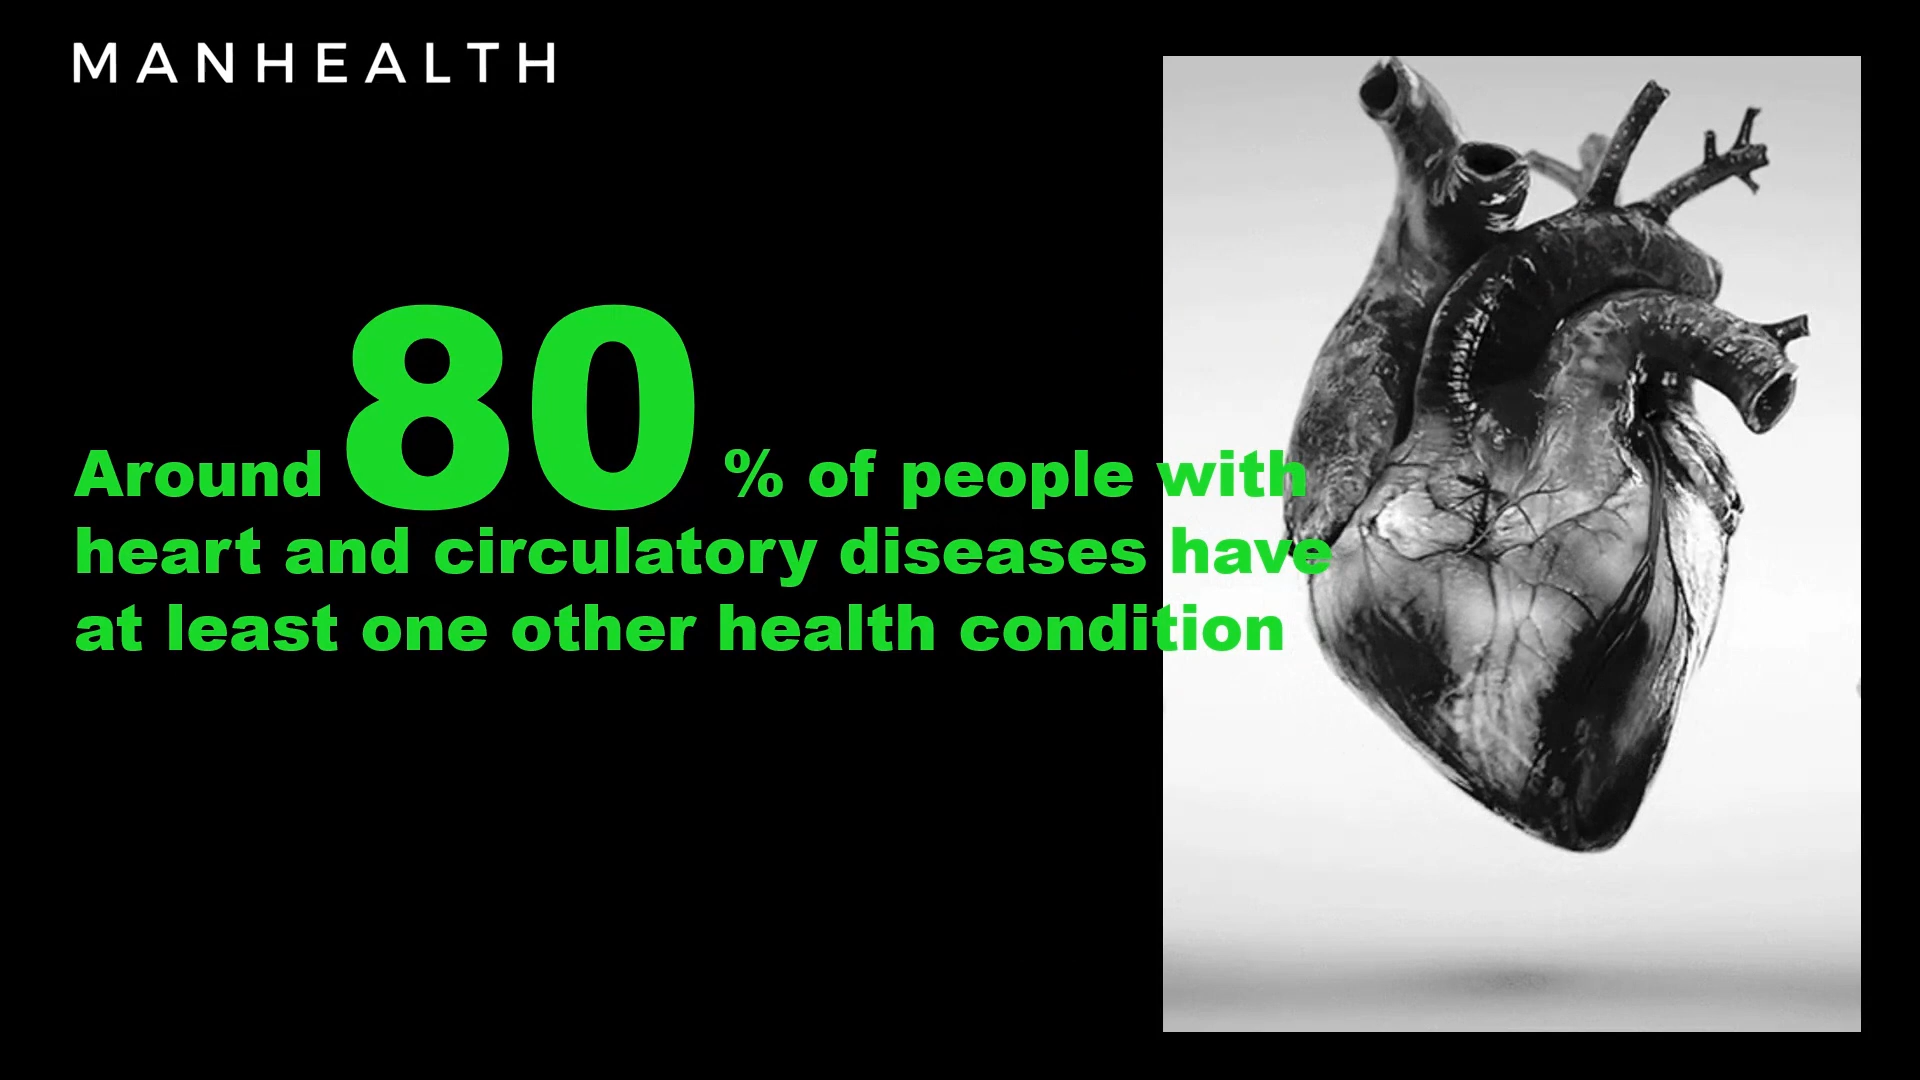 MANHEALTH
Around 80 % of people with
heart and circulatory diseases have
at least one other health condition